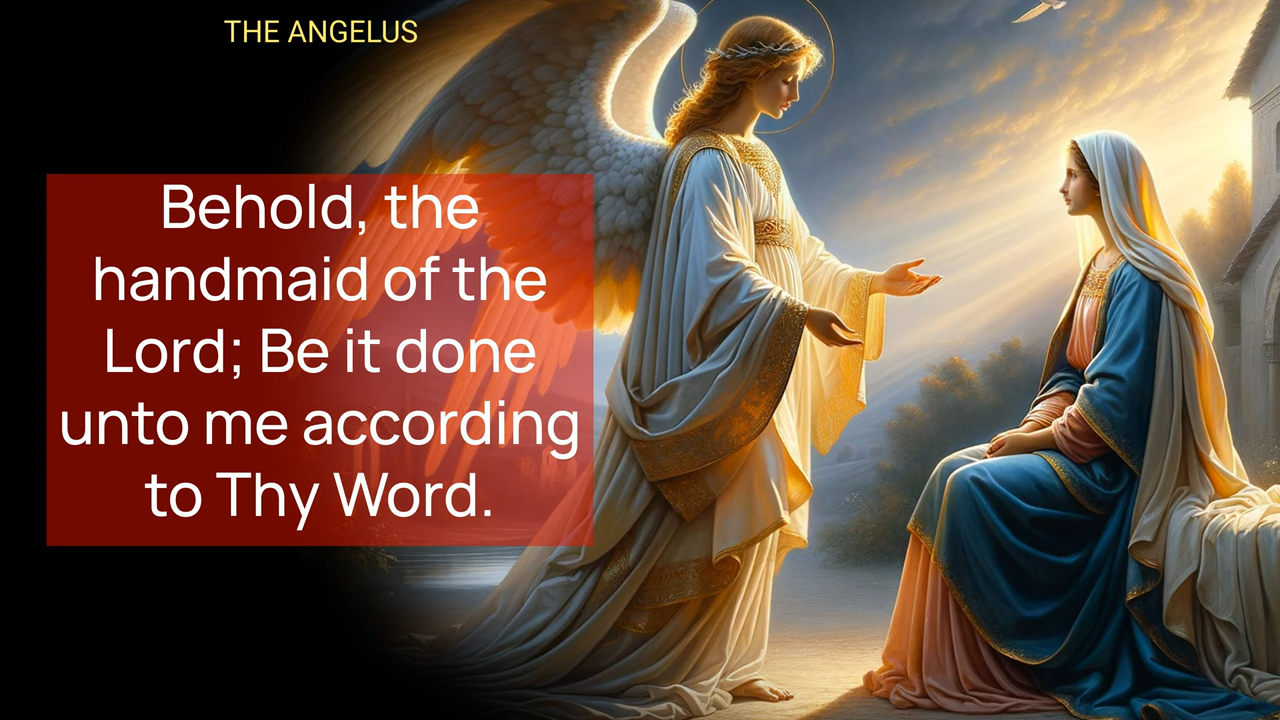 THE ANGELUS
Behold, the
handmaid of the
Lord; Be it done
unto me according
to Thy Word.